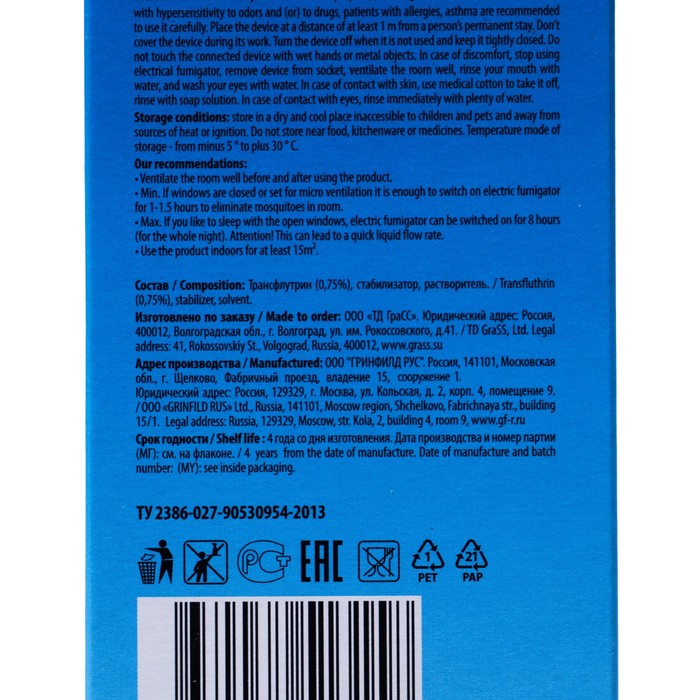 with hypersensitivity to odors and (or) to drugs, patients with allergies, asthma are recommended
to use it carefully. Place the device at a distance of at least 1 m from a person's permanent stay. Don't
cover the device during its work. Turn the device off when it is not used and keep it tightly closed. Do
not touch the connected device with wet hands or metal objects. In case of discomfort, stop using
electrical fumigator, remove device from socket, ventilate the room well, rinse your mouth with
water, and wash your eyes with water. In case of contact with skin, use medical cotton to take it off,
rinse with soap solution. In case of contact with eyes, rinse immediately with plenty of water.
Storage conditions: store in a dry and cool place inaccessible to children and pets and away from
sources of heat or ignition. Do not store near food, kitchenware or medicines. Temperature mode of
storage - from minus 5 ° to plus 30 ° C.
Our recommendations:
• Ventilate the room well before and after using the product.
• Min. If windows are closed or set for micro ventilation it is enough to switch on electric fumigator
for 1-1.5 hours to eliminate mosquitoes in room.
• Max. If you like to sleep with the open windows, electric fumigator can be switched on for 8 hours
(for the whole night). Attention! This can lead to a quick liquid flow rate.
• Use the product indoors for at least 15m².
Состав / Composition: Трансфлутрин (0,75%), стабилизатор, растворитель. / Transfluthrin
(0,75%), stabilizer, solvent.
Изготовлено по заказу / Made to order: ООО «ТД ГраСС». Юридический адрес: Россия,
400012, Волгоградская обл., г. Волгоград, ул. им. Рокоссовского, д.41. / TD GraSS, Ltd. Legal
address: 41, Rokossovskiy St., Volgograd, Russia, 400012, www.grass.su
Адрес производства / Manufactured: ООО "ГРИНФИЛД РУС". Россия, 141101, Московская
обл., г. Щелково, Фабричный проезд, владение 15, сооружение 1.
Юридический адрес: Россия, 129329, г. Москва, ул. Кольская, д. 2, корп. 4, помещение 9.
/ ООО «GRINFILD RUS» Ltd., Russia, 141101, Moscow region, Shchelkovo, Fabrichnaya str., building
15/1. Legal address: Russia, 129329, Moscow, str. Kola, 2, building 4, room 9, www.gf-r.ru
Срок годности / Shelf life : 4 года со дня изготовления. Дата производства и номер партии
(МГ): см. на флаконе. / 4 years from the date of manufacture. Date of manufacture and batch
number: (MY): see inside packaging.
ТУ 2386-027-90530954-2013
РСТ EAC 1 21
PET PAP